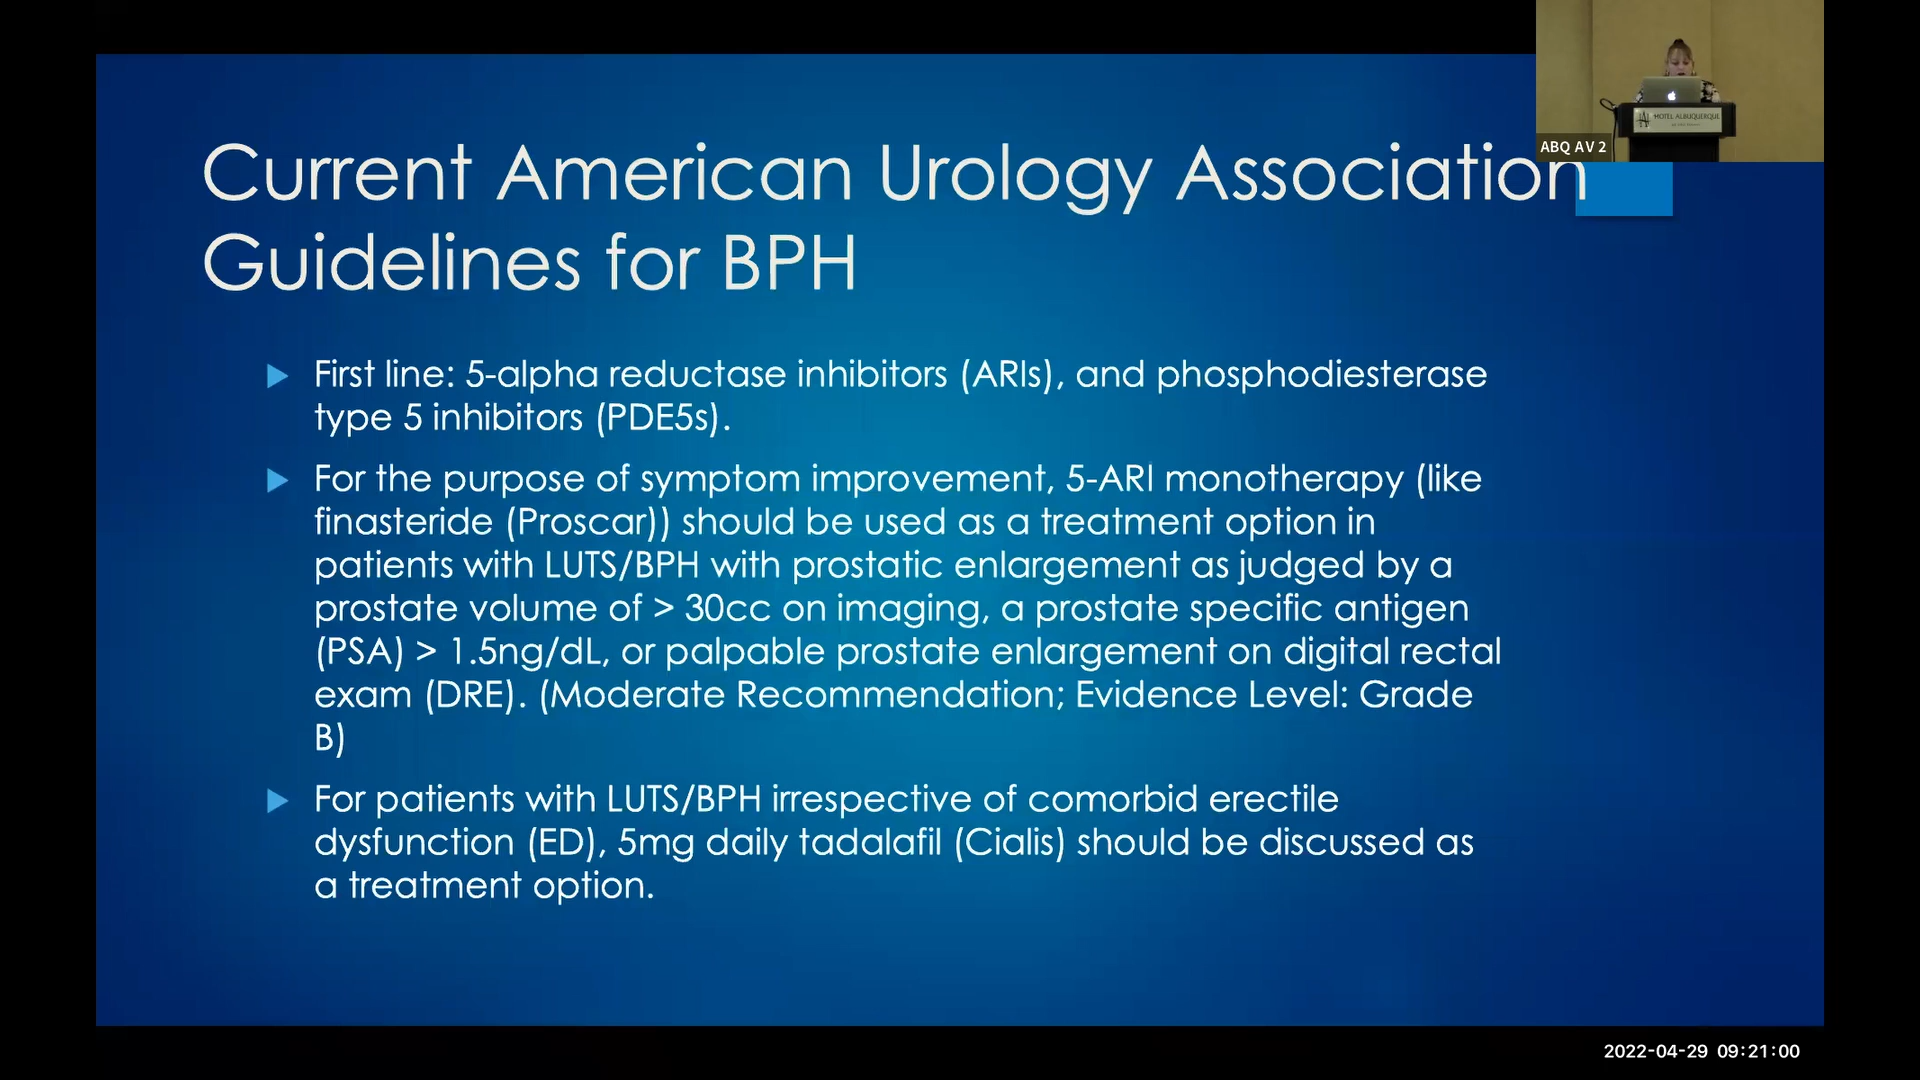 Current American Urology Association
Guidelines for BPH
First line: 5-alpha reductase inhibitors (ARIs), and phosphodiesterase
type 5 inhibitors (PDE5s).
For the purpose of symptom improvement, 5-ARI monotherapy (like
finasteride (Proscar)) should be used as a treatment option in
patients with LUTS/BPH with prostatic enlargement as judged by a
prostate volume of > 30cc on imaging, a prostate specific antigen
(PSA) > 1.5ng/dL, or palpable prostate enlargement on digital rectal
exam (DRE). (Moderate Recommendation; Evidence Level: Grade
B)
For patients with LUTS/BPH irrespective of comorbid erectile
dysfunction (ED), 5mg daily tadalafil (Cialis) should be discussed as
a treatment option.
HOTEL ALBUQUERQUE
ABQ AV 2
2022-04-29 09:21:00